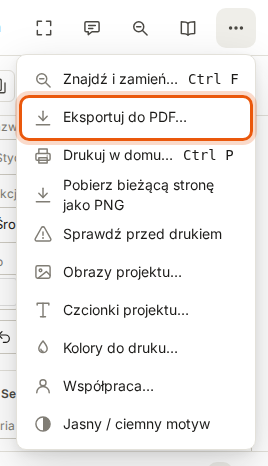 Znajdź i zamień... Ctrl F
Eksportuj do PDF...
Drukuj w domu... Ctrl P
Pobierz bieżącą stronę
jako PNG
Sprawdź przed drukiem
Obrazy projektu...
Czcionki projektu...
Kolory do druku...
Współpraca...
Jasny / ciemny motyw